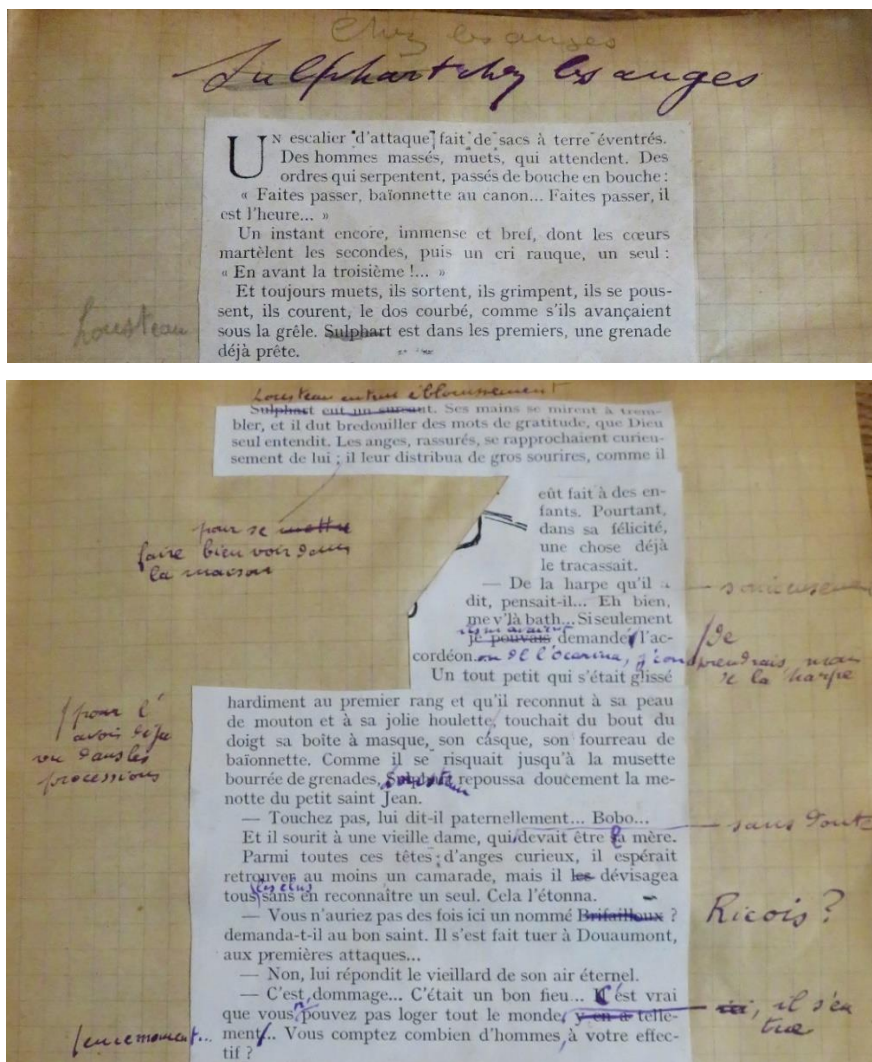 Chez les anges
Sulphart chez les anges
UN escalier d'attaque fait de sacs à terre éventrés.
Des hommes massés, muets, qui attendent. Des
ordres qui serpentent, passés de bouche en bouche :
« Faites passer, baïonnette au canon... Faites passer, il
est l'heure... »
Un instant encore, immense et bref, dont les cœurs
martèlent les secondes, puis un cri rauque, un seul :
« En avant la troisième !... »
Et toujours muets, ils sortent, ils grimpent, ils se pous-
sent, ils courent, le dos courbé, comme s'ils avançaient
Lousteau
sous la grêle. Sulphart est dans les premiers, une grenade
déjà prête.
Lousteau eut un éblouissement
Sulphart eut un sursaut. Ses mains se mirent à trem-
bler, et il dut bredouiller des mots de gratitude, que Dieu
seul entendit. Les anges, rassurés, se rapprochaient curieu-
sement de lui ; il leur distribua de gros sourires, comme il
pour se mettre
faire bien voir dans
la maison
eût fait à des en-
fants. Pourtant,
dans sa félicité,
une chose déjà
le tracassait.
— De la harpe qu'il a
dit, pensait-il... Eh bien,
me v'là bath... Si seulement
je pouvais demander l'ac-
de
cordéon
ou de l'ocarina, j'comprendrais, mais
de la harpe
Un tout petit qui s'était glissé
hardiment au premier rang et qu'il reconnut à sa peau
de mouton et à sa jolie houlette, touchait du bout du
pour l'
avoir déjà
vu dans les
processions
doigt sa boîte à masque, son casque, son fourreau de
baïonnette. Comme il se risquait jusqu'à la musette
bourrée de grenades, Sulphart repoussa doucement la me-
Lousteau
notte du petit saint Jean.
— Touchez pas, lui dit-il paternellement... Bobo...
sans doute
Et il sourit à une vieille dame, qui devait être sa mère.
Parmi toutes ces têtes d'anges curieux, il espérait
retrouver au moins un camarade, mais il les dévisagea
les élus
tous sans en reconnaître un seul. Cela l'étonna.
— Vous n'auriez pas des fois ici un nommé Brifailloux ?
Ricois ?
demanda-t-il au bon saint. Il s'est fait tuer à Douaumont,
aux premières attaques...
— Non, lui répondit le vieillard de son air éternel.
— C'est dommage... C'était un bon fieu... C'est vrai
que vous pouvez pas loger tout le monde, y en a telle-
ici, il s'en
tue
ment... Vous comptez combien d'hommes à votre effec-
tif ?